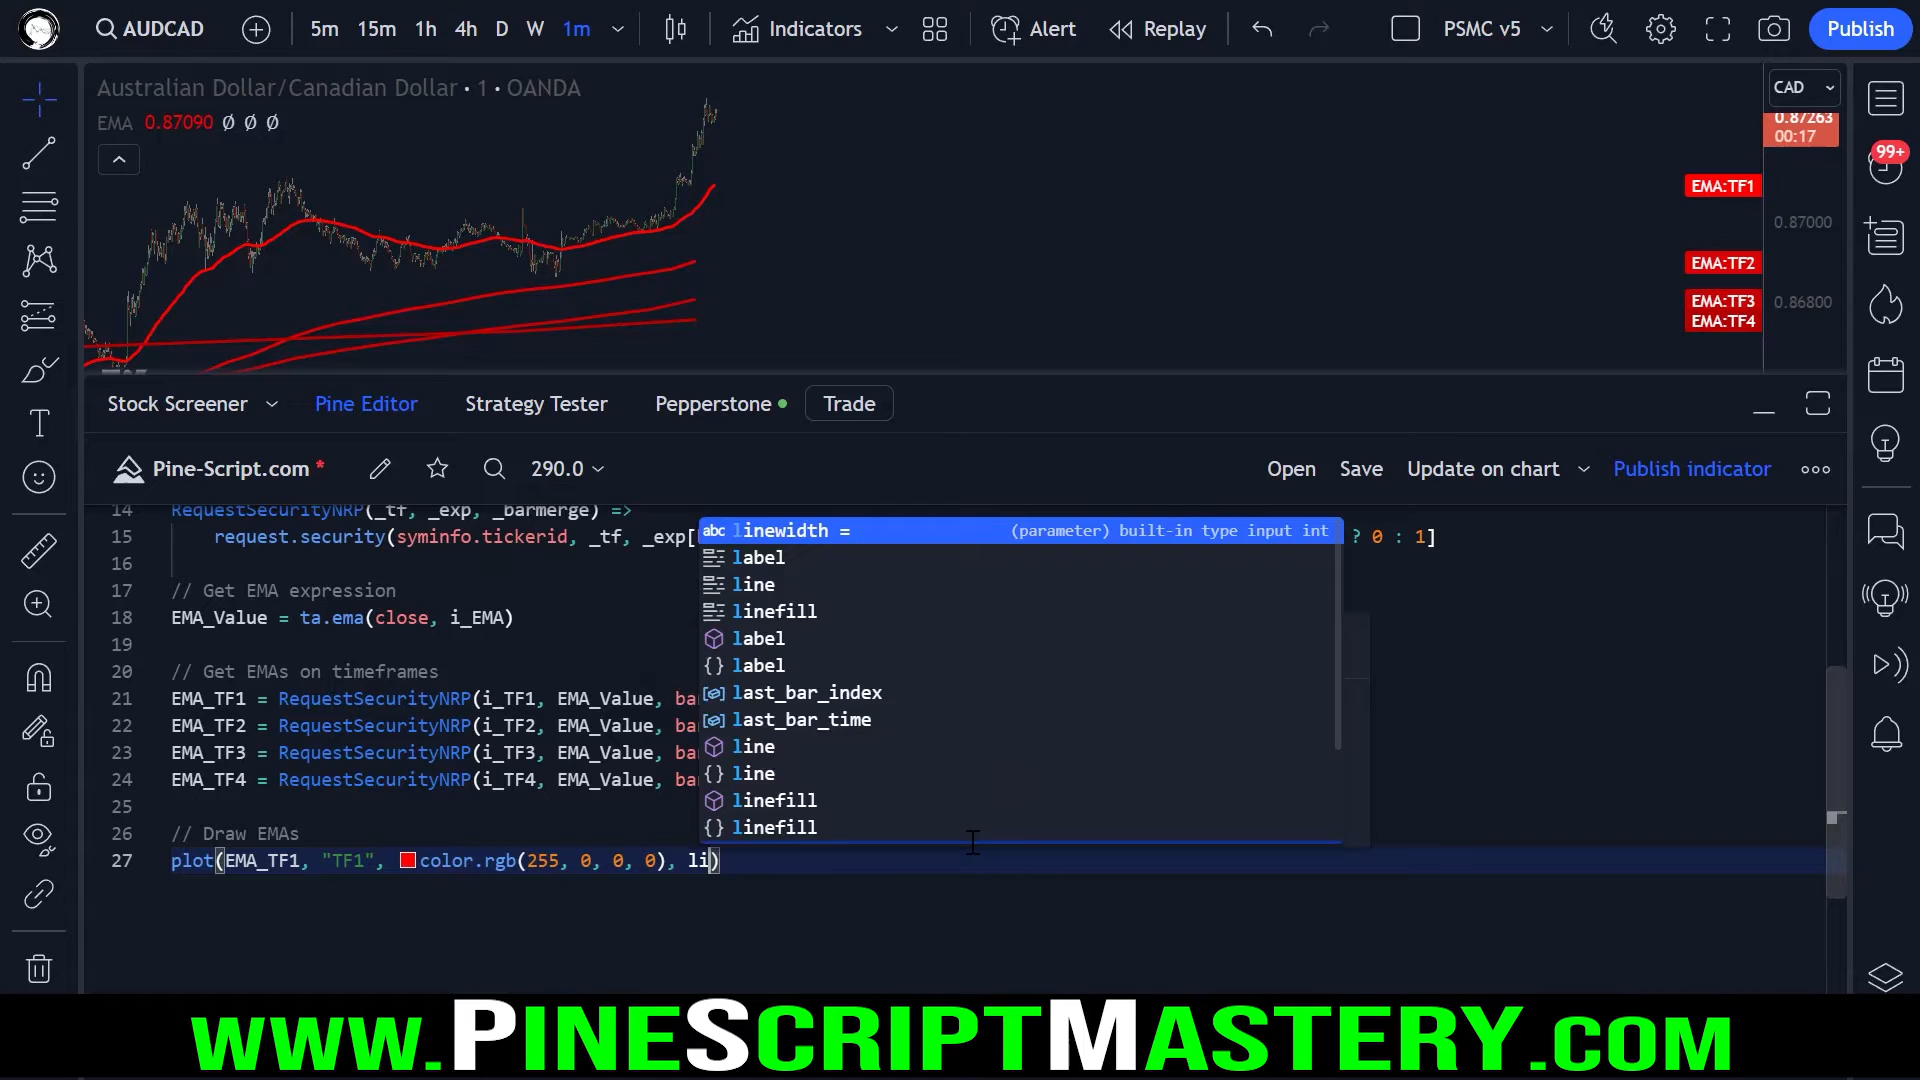 AUDCAD 5m 15m 1h 4h D W 1m Indicators Alert Replay PSMC v5 Publish
Australian Dollar/Canadian Dollar · 1 · OANDA
EMA 0.87090 Ø Ø Ø
CAD
0.87263
00:17
99+
EMA:TF1
0.87000
EMA:TF2
EMA:TF3
0.86800
EMA:TF4
Stock Screener Pine Editor Strategy Tester Pepperstone Trade
Pine-Script.com * 290.0 Open Save Update on chart Publish indicator
14 RequestSecurityNRP(_tf, _exp, _barmerge) =>
15 request.security(syminfo.tickerid, _tf, _exp[ ? 0 : 1]
16
17 // Get EMA expression
18 EMA_Value = ta.ema(close, i_EMA)
19
20 // Get EMAs on timeframes
21 EMA_TF1 = RequestSecurityNRP(i_TF1, EMA_Value, ba
22 EMA_TF2 = RequestSecurityNRP(i_TF2, EMA_Value, ba
23 EMA_TF3 = RequestSecurityNRP(i_TF3, EMA_Value, ba
24 EMA_TF4 = RequestSecurityNRP(i_TF4, EMA_Value, ba
25
26 // Draw EMAs
27 plot(EMA_TF1, "TF1", color.rgb(255, 0, 0, 0), li)
abc linewidth = (parameter) built-in type input int
label
line
linefill
label
{} label
last_bar_index
last_bar_time
line
{} line
linefill
{} linefill
www.PineScriptMastery.com